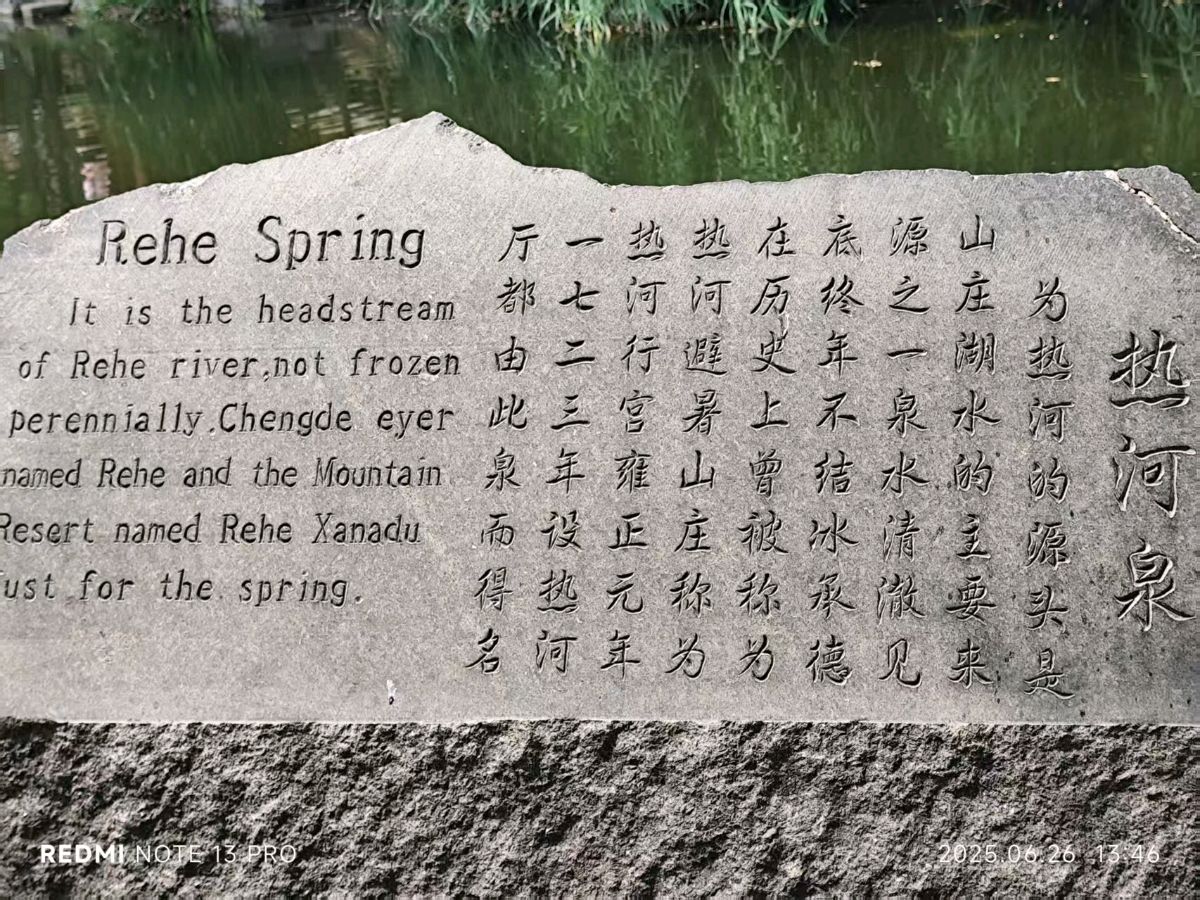 热河泉
为热河的源头是
山庄湖水的主要来
源之一泉水清澈见
底终年不结冰承德
在历史上曾被称为
热河避暑山庄称为
热河行宫雍正元年
一七二三年设热河
厅都由此泉而得名
Rehe Spring
It is the headstream
of Rehe river,not frozen
perennially.Chengde eyer
named Rehe and the Mountain
Resert named Rehe Xanadu
Just for the spring.
REDMI NOTE 13 PRO
2025.06.26 13:46